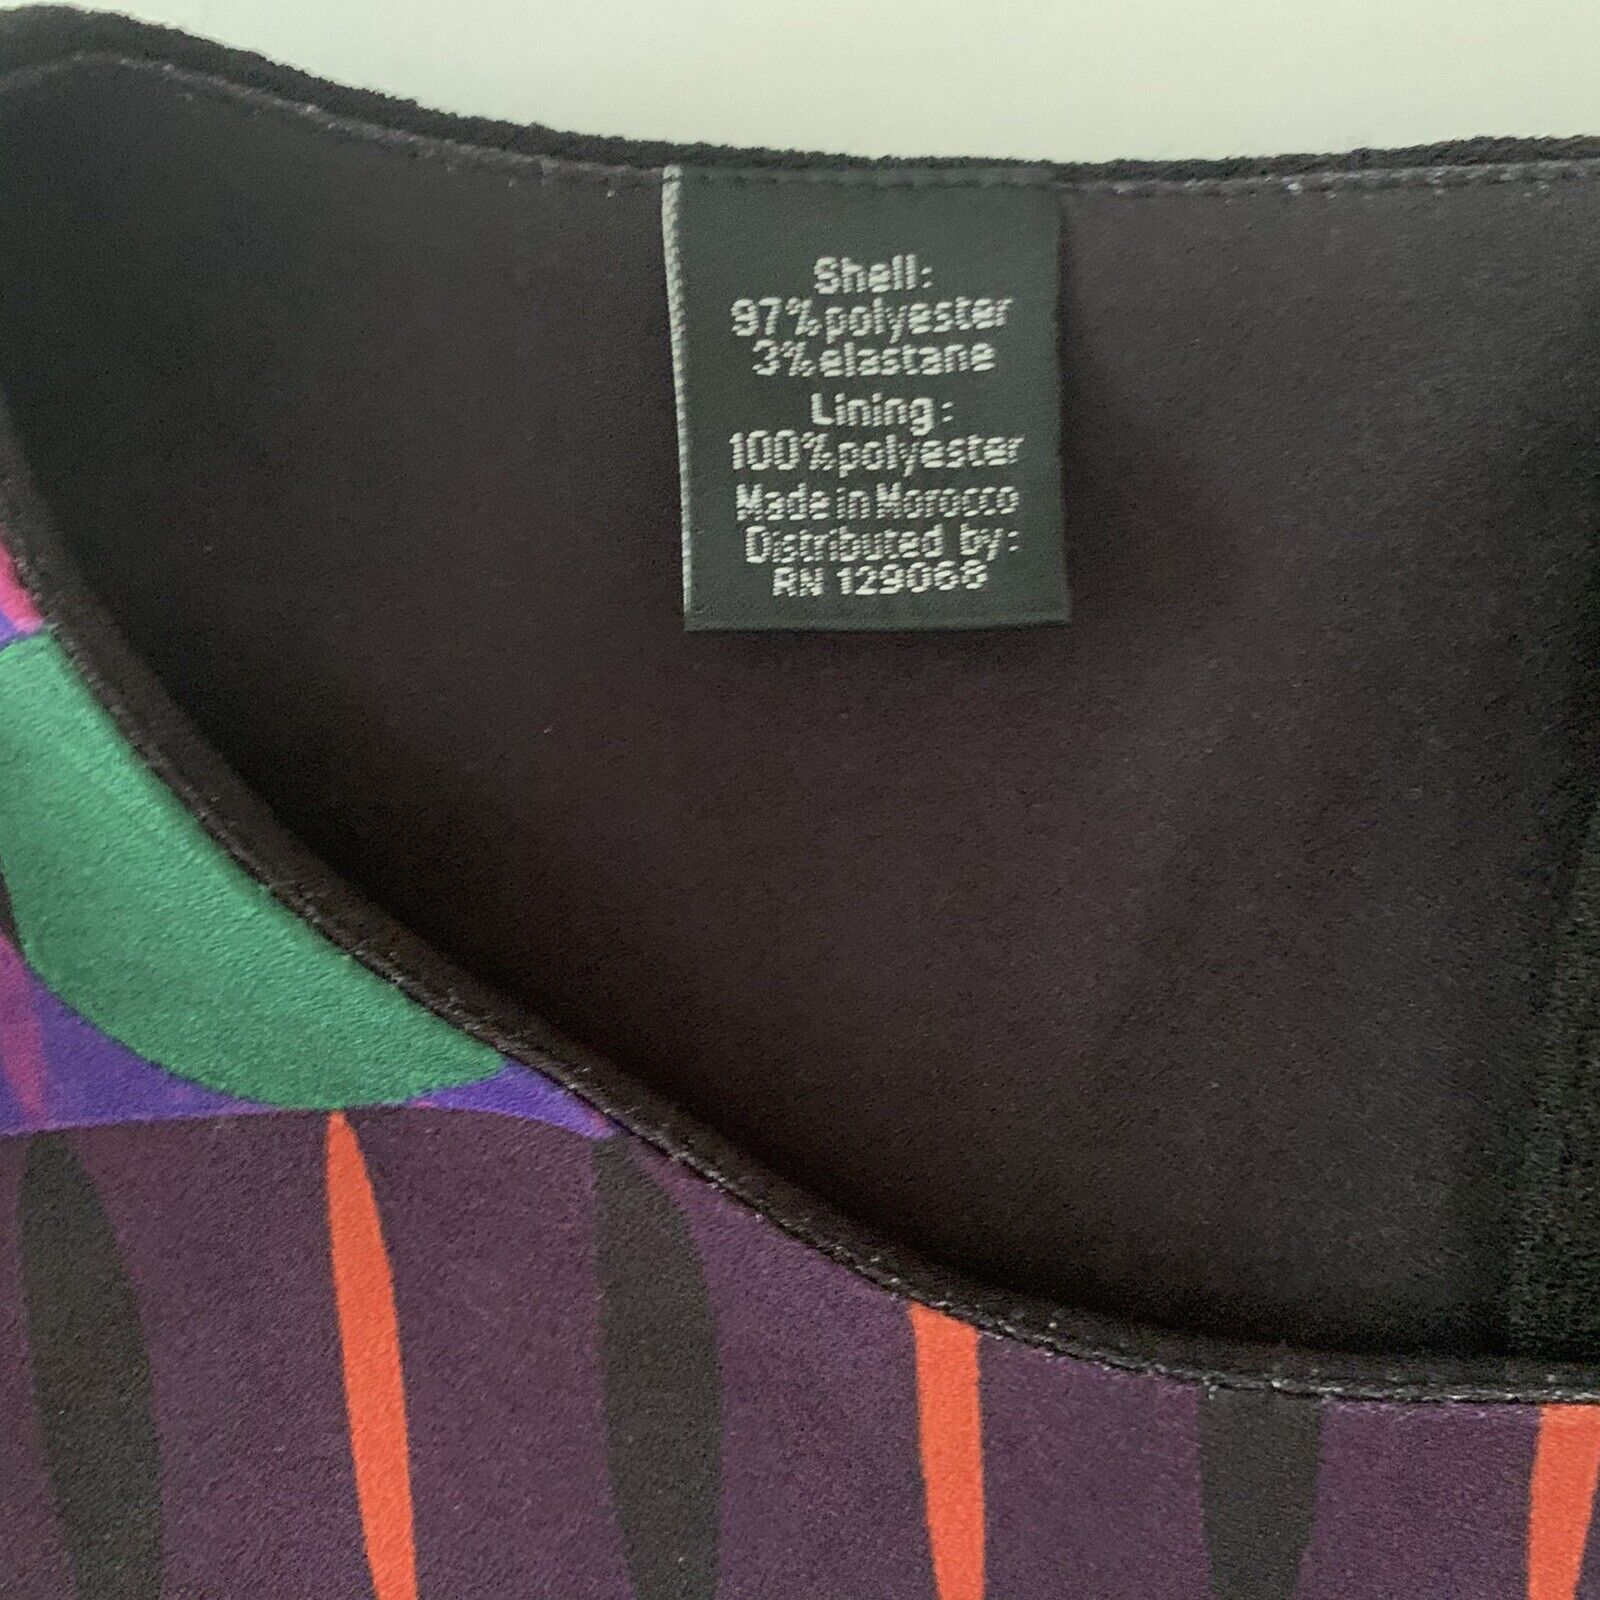 Shell:
97%polyester
3%elastane
Lining:
100%polyester
Made in Morocco
Distributed by:
RN 129068